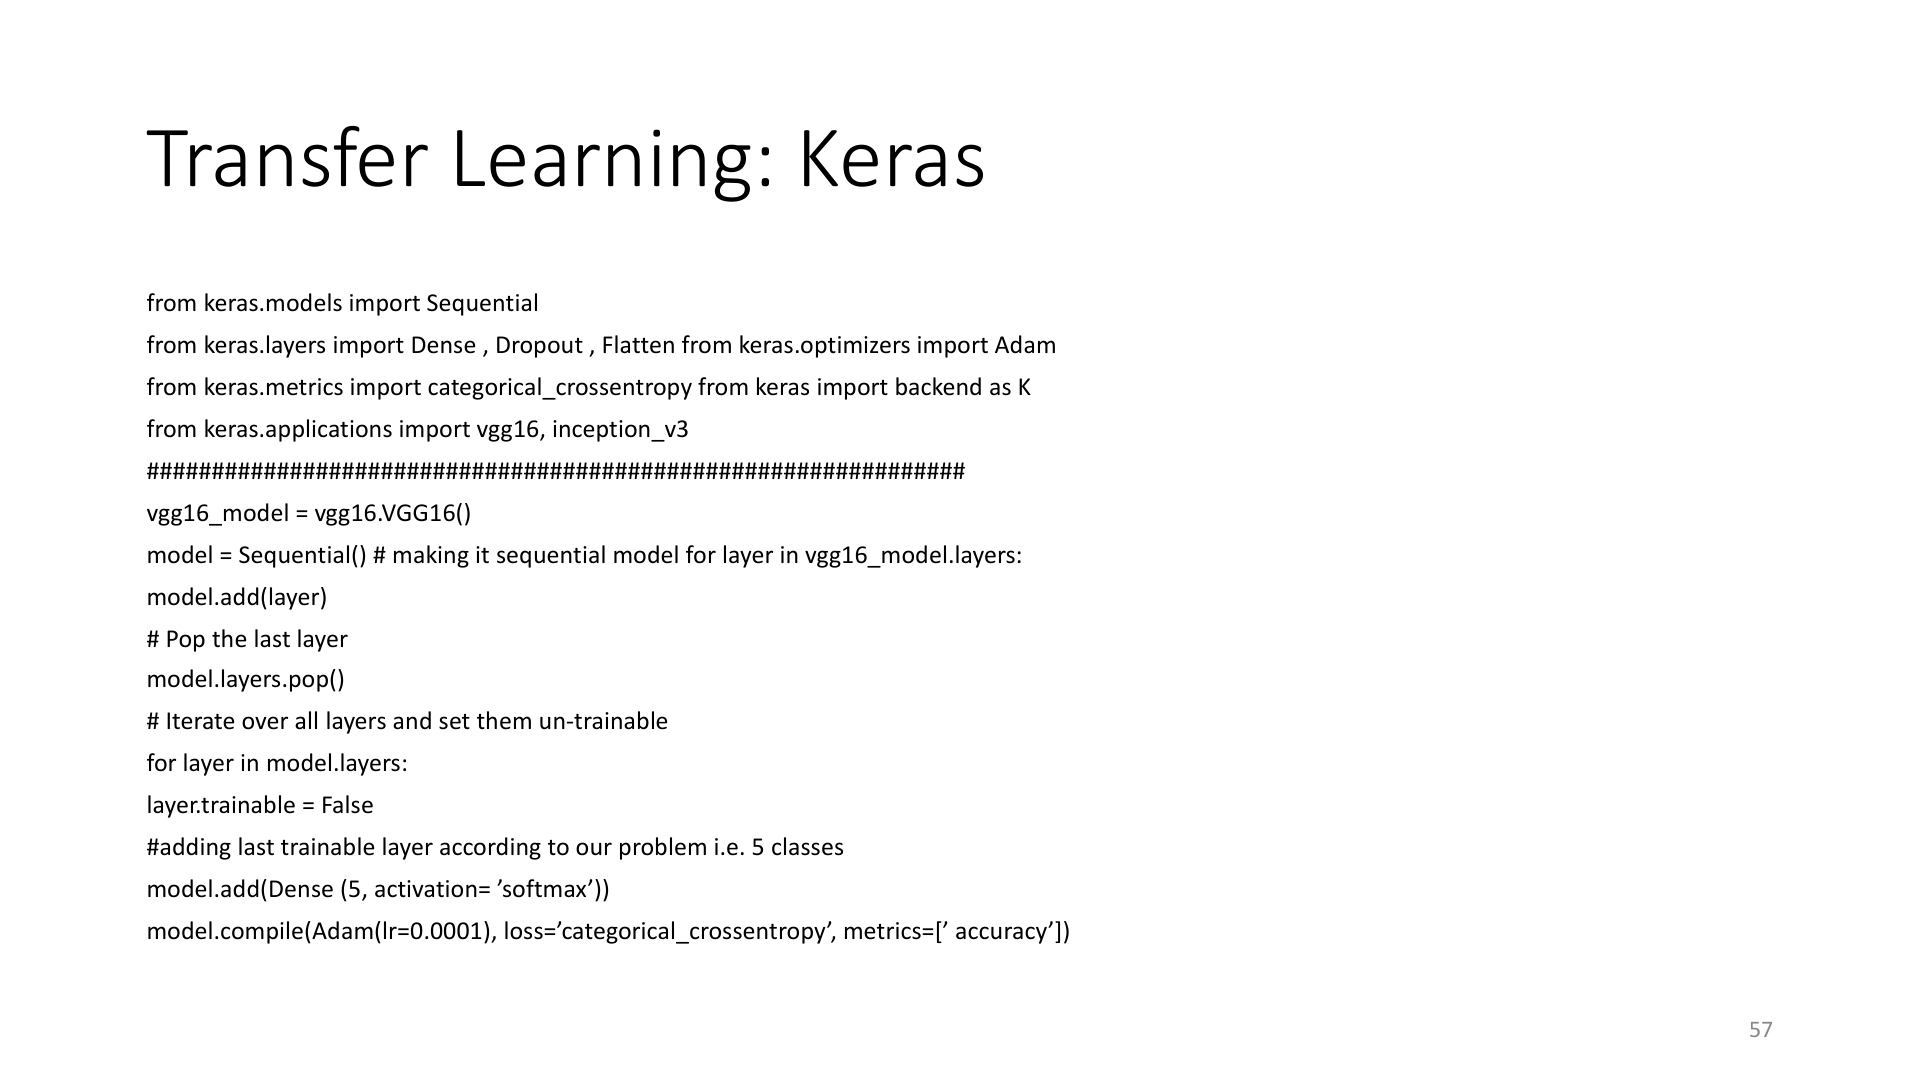 Transfer Learning: Keras
from keras.models import Sequential
from keras.layers import Dense , Dropout , Flatten from keras.optimizers import Adam
from keras.metrics import categorical_crossentropy from keras import backend as K
from keras.applications import vgg16, inception_v3
###############################################################
vgg16_model = vgg16.VGG16()
model = Sequential() # making it sequential model for layer in vgg16_model.layers:
model.add(layer)
# Pop the last layer
model.layers.pop()
# Iterate over all layers and set them un-trainable
for layer in model.layers:
layer.trainable = False
#adding last trainable layer according to our problem i.e. 5 classes
model.add(Dense (5, activation= ’softmax’))
model.compile(Adam(lr=0.0001), loss=’categorical_crossentropy’, metrics=[’ accuracy’])
57